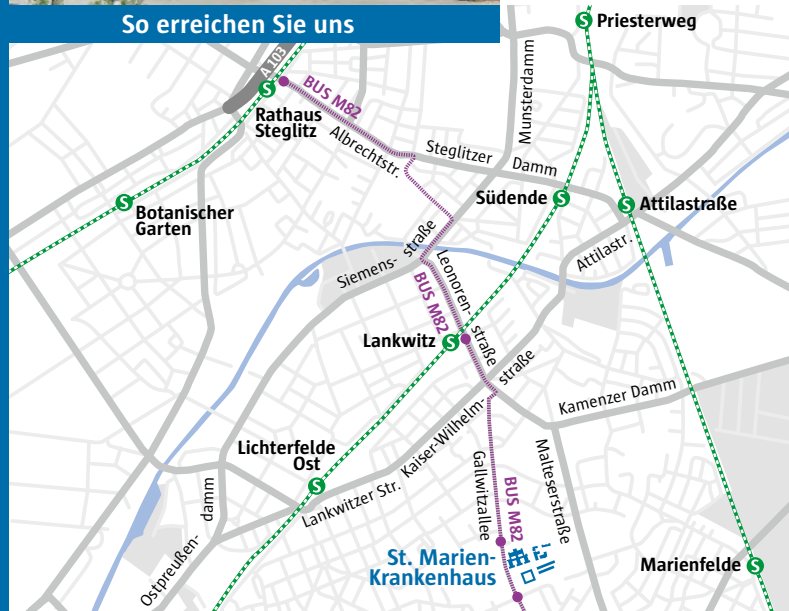 So erreichen Sie uns
Priesterweg
A 103
BUS M82
Munsterdamm
Rathaus
Steglitz
Albrechtstr.
Steglitzer Damm
Südende
Attilastraße
Botanischer
Garten
Attilastr.
Siemens-
straße
Leonoren-
straße
BUS M82
Lankwitz
Kaiser-Wilhelm-
straße
Kamenzer Damm
Lichterfelde
Ost
Lankwitzer Str.
Gallwitzallee
BUS M82
Malteserstraße
Ostpreußen-
damm
St. Marien-
Krankenhaus
Marienfelde
S
S
S
S
S
S
S
S